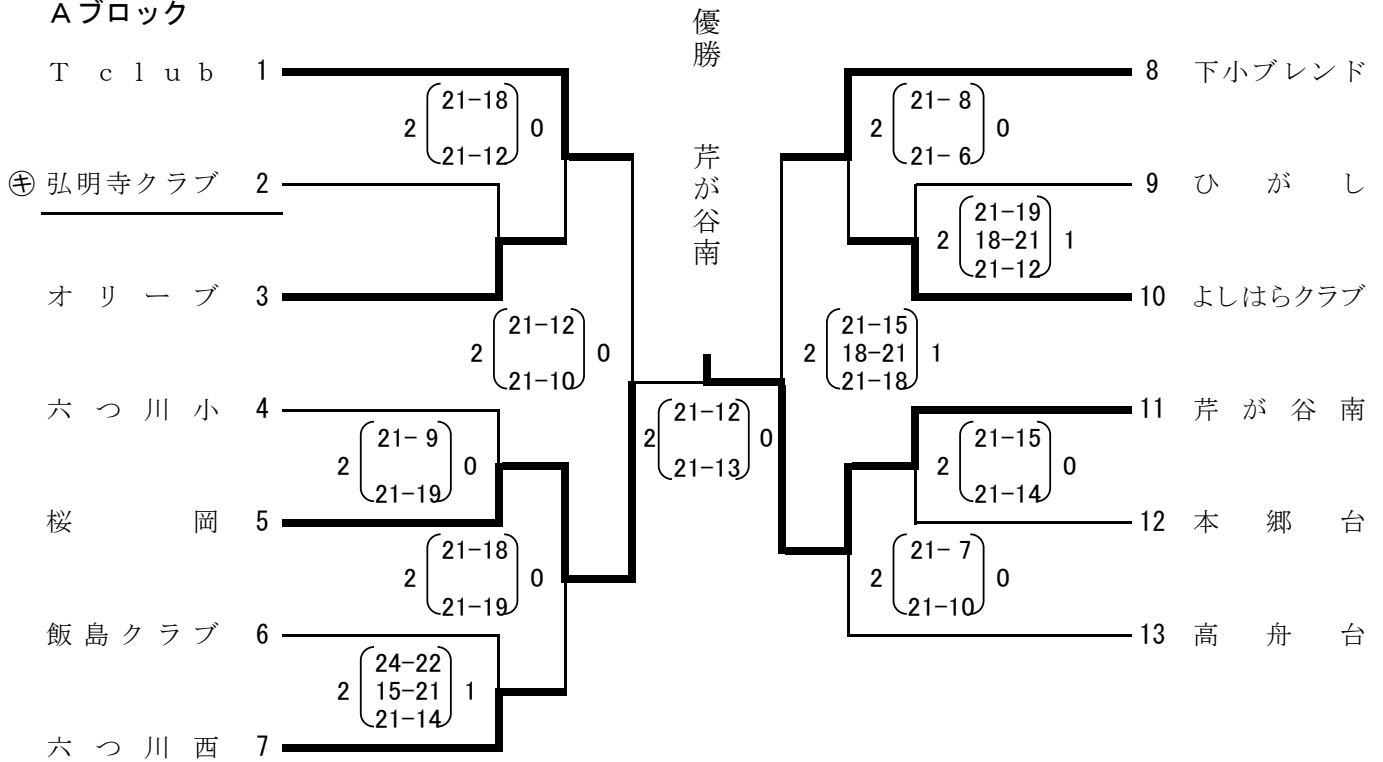 Aブロック
優勝 芹が谷南
T club 1
㋖ 弘明寺クラブ 2
オリーブ 3
六つ川小 4
桜岡 5
飯島クラブ 6
六つ川西 7
2 21-18 0
21-12
2 21-12 0
21-10
2 21- 9 0
21-19
2 21-18 0
21-19
2 24-22 1
15-21
21-14
2 21-12 0
21-13
8 下小ブレンド
9 ひがし
10 よしはらクラブ
11 芹が谷南
12 本郷台
13 高舟台
2 21- 8 0
21- 6
2 21-19 1
18-21
21-12
2 21-15 1
18-21
21-18
2 21-15 0
21-14
2 21- 7 0
21-10